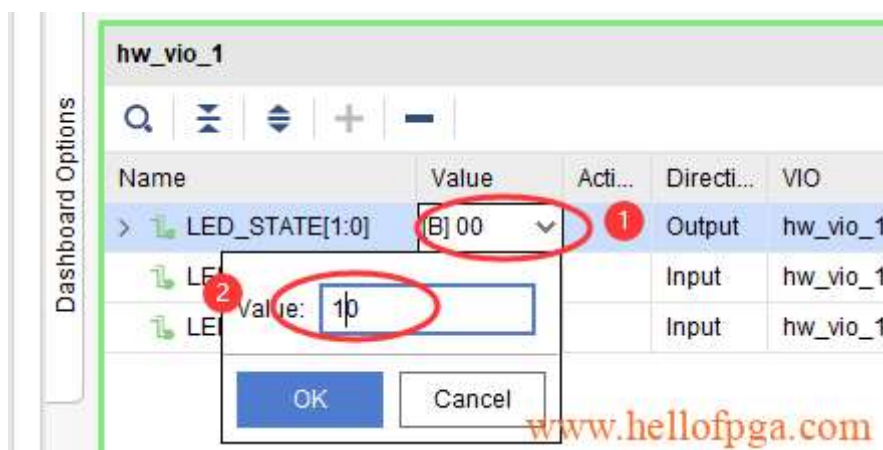 hw_vio_1
Dashboard Options
Name Value Acti... Directi... VIO
LED_STATE[1:0] [B] 00 1 Output hw_vio_1
LE Input hw_vio_1
2 Value: 10
LE Input hw_vio_1
OK Cancel
www.hellofpga.com